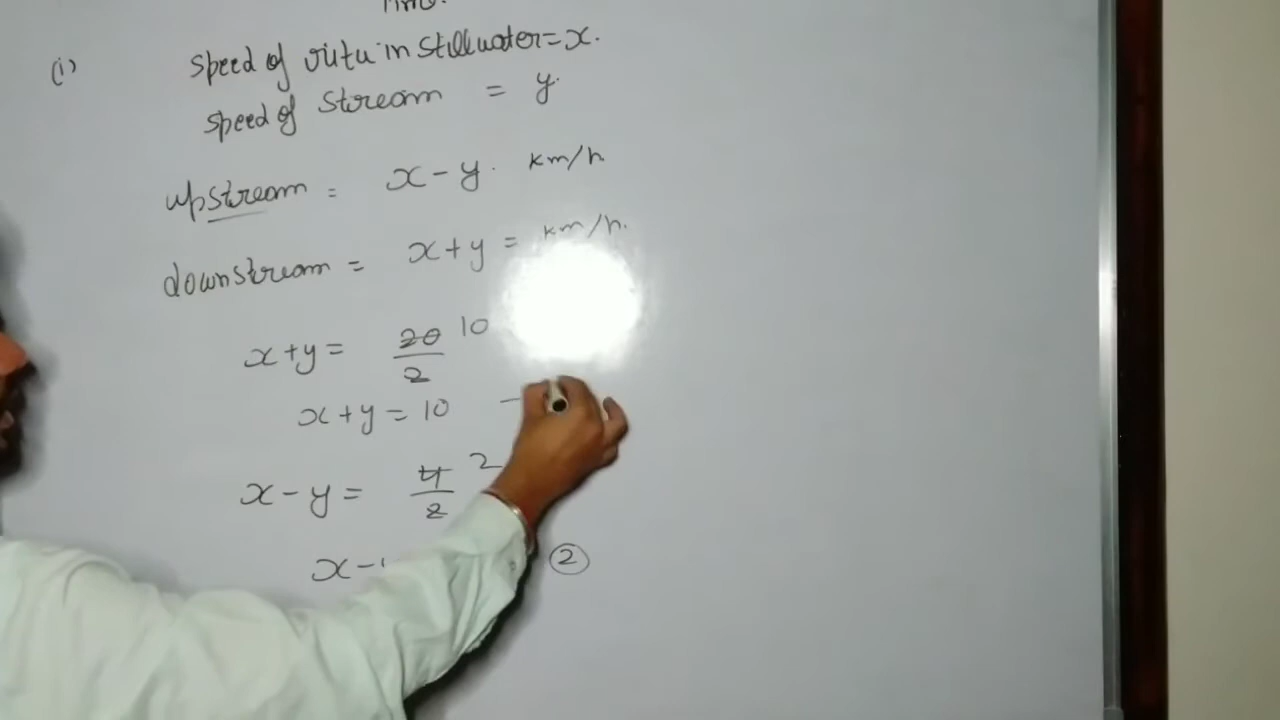 (i) Speed of ritu in Stillwater = x.
Speed of Stream = y.
upstream = x - y. km/h
downstream = x + y = km/h.
x + y = 20/2 10
x + y = 10 -
x - y = 4/2 2
x - ②